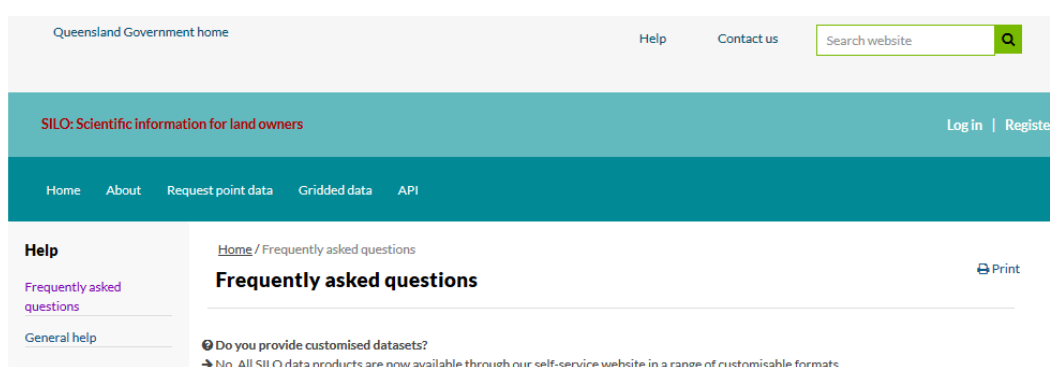 Queensland Government home
Help Contact us Search website
SILO: Scientific information for land owners
Log in | Registe
Home About Request point data Gridded data API
Help
Frequently asked
questions
General help
Home / Frequently asked questions
Frequently asked questions
Print
Do you provide customised datasets?
No. All SILO data products are now available through our self-service website in a range of customisable formats